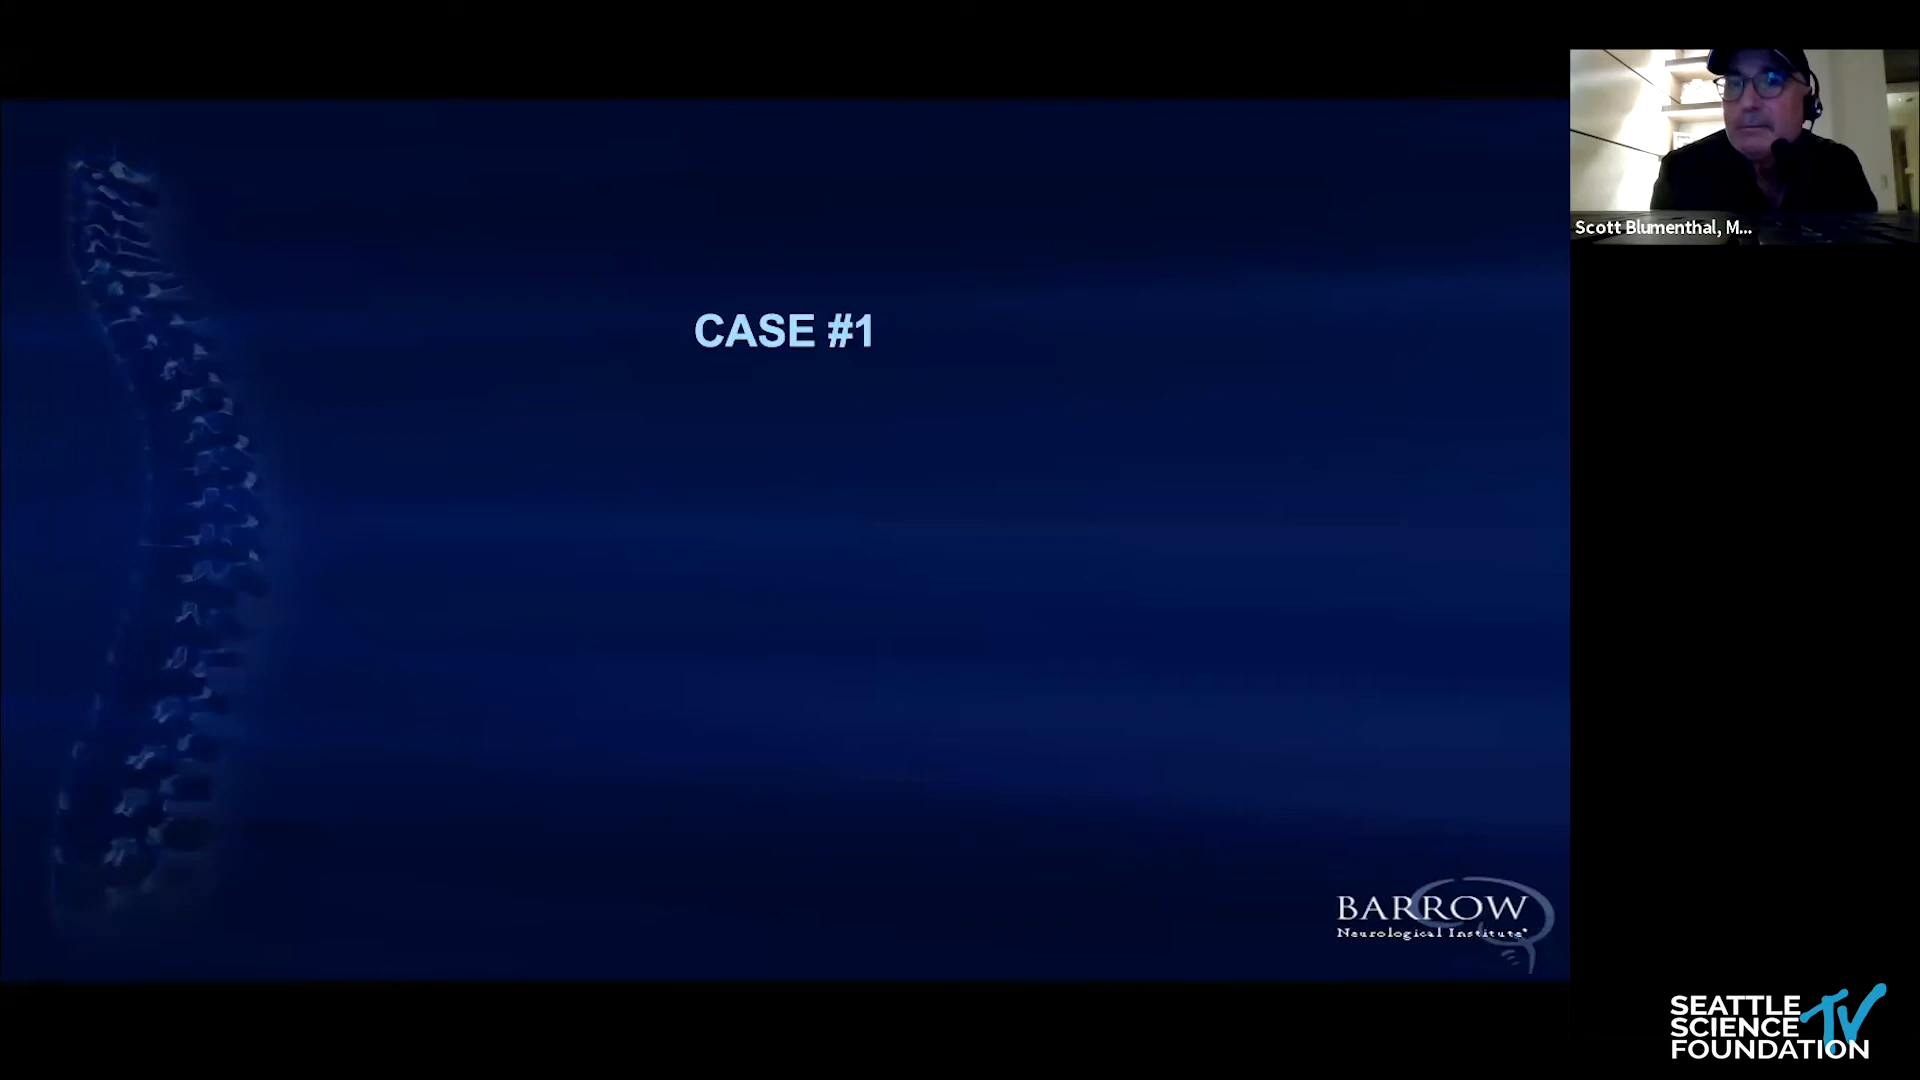 CASE #1
Scott Blumenthal, M...
BARROW
Neurological Institute®
SEATTLE
SCIENCE
FOUNDATION
TV